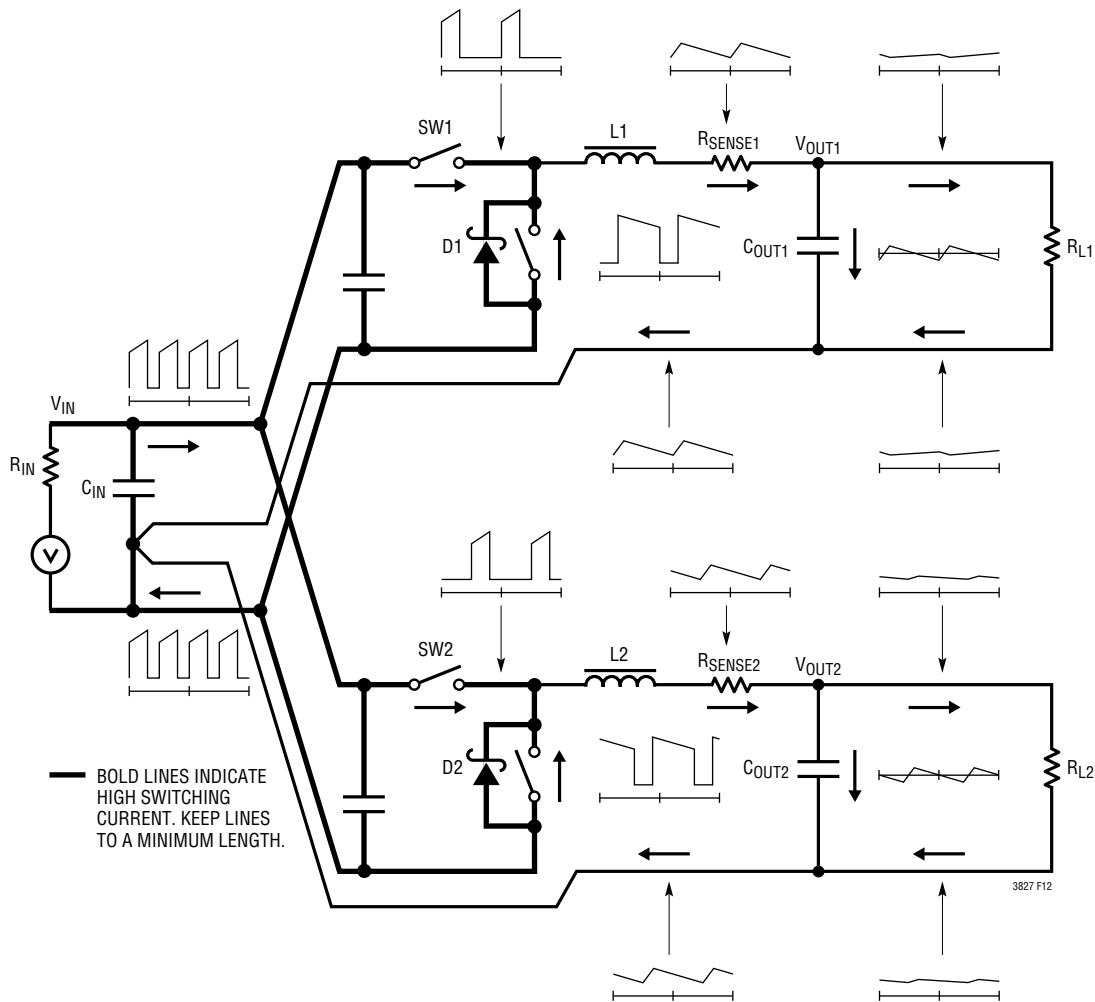 SW1
L1
RSENSE1
VOUT1
D1
COUT1
RL1
VIN
RIN
CIN
V
SW2
L2
RSENSE2
VOUT2
D2
COUT2
RL2
BOLD LINES INDICATE
HIGH SWITCHING
CURRENT. KEEP LINES
TO A MINIMUM LENGTH.
3827 F12